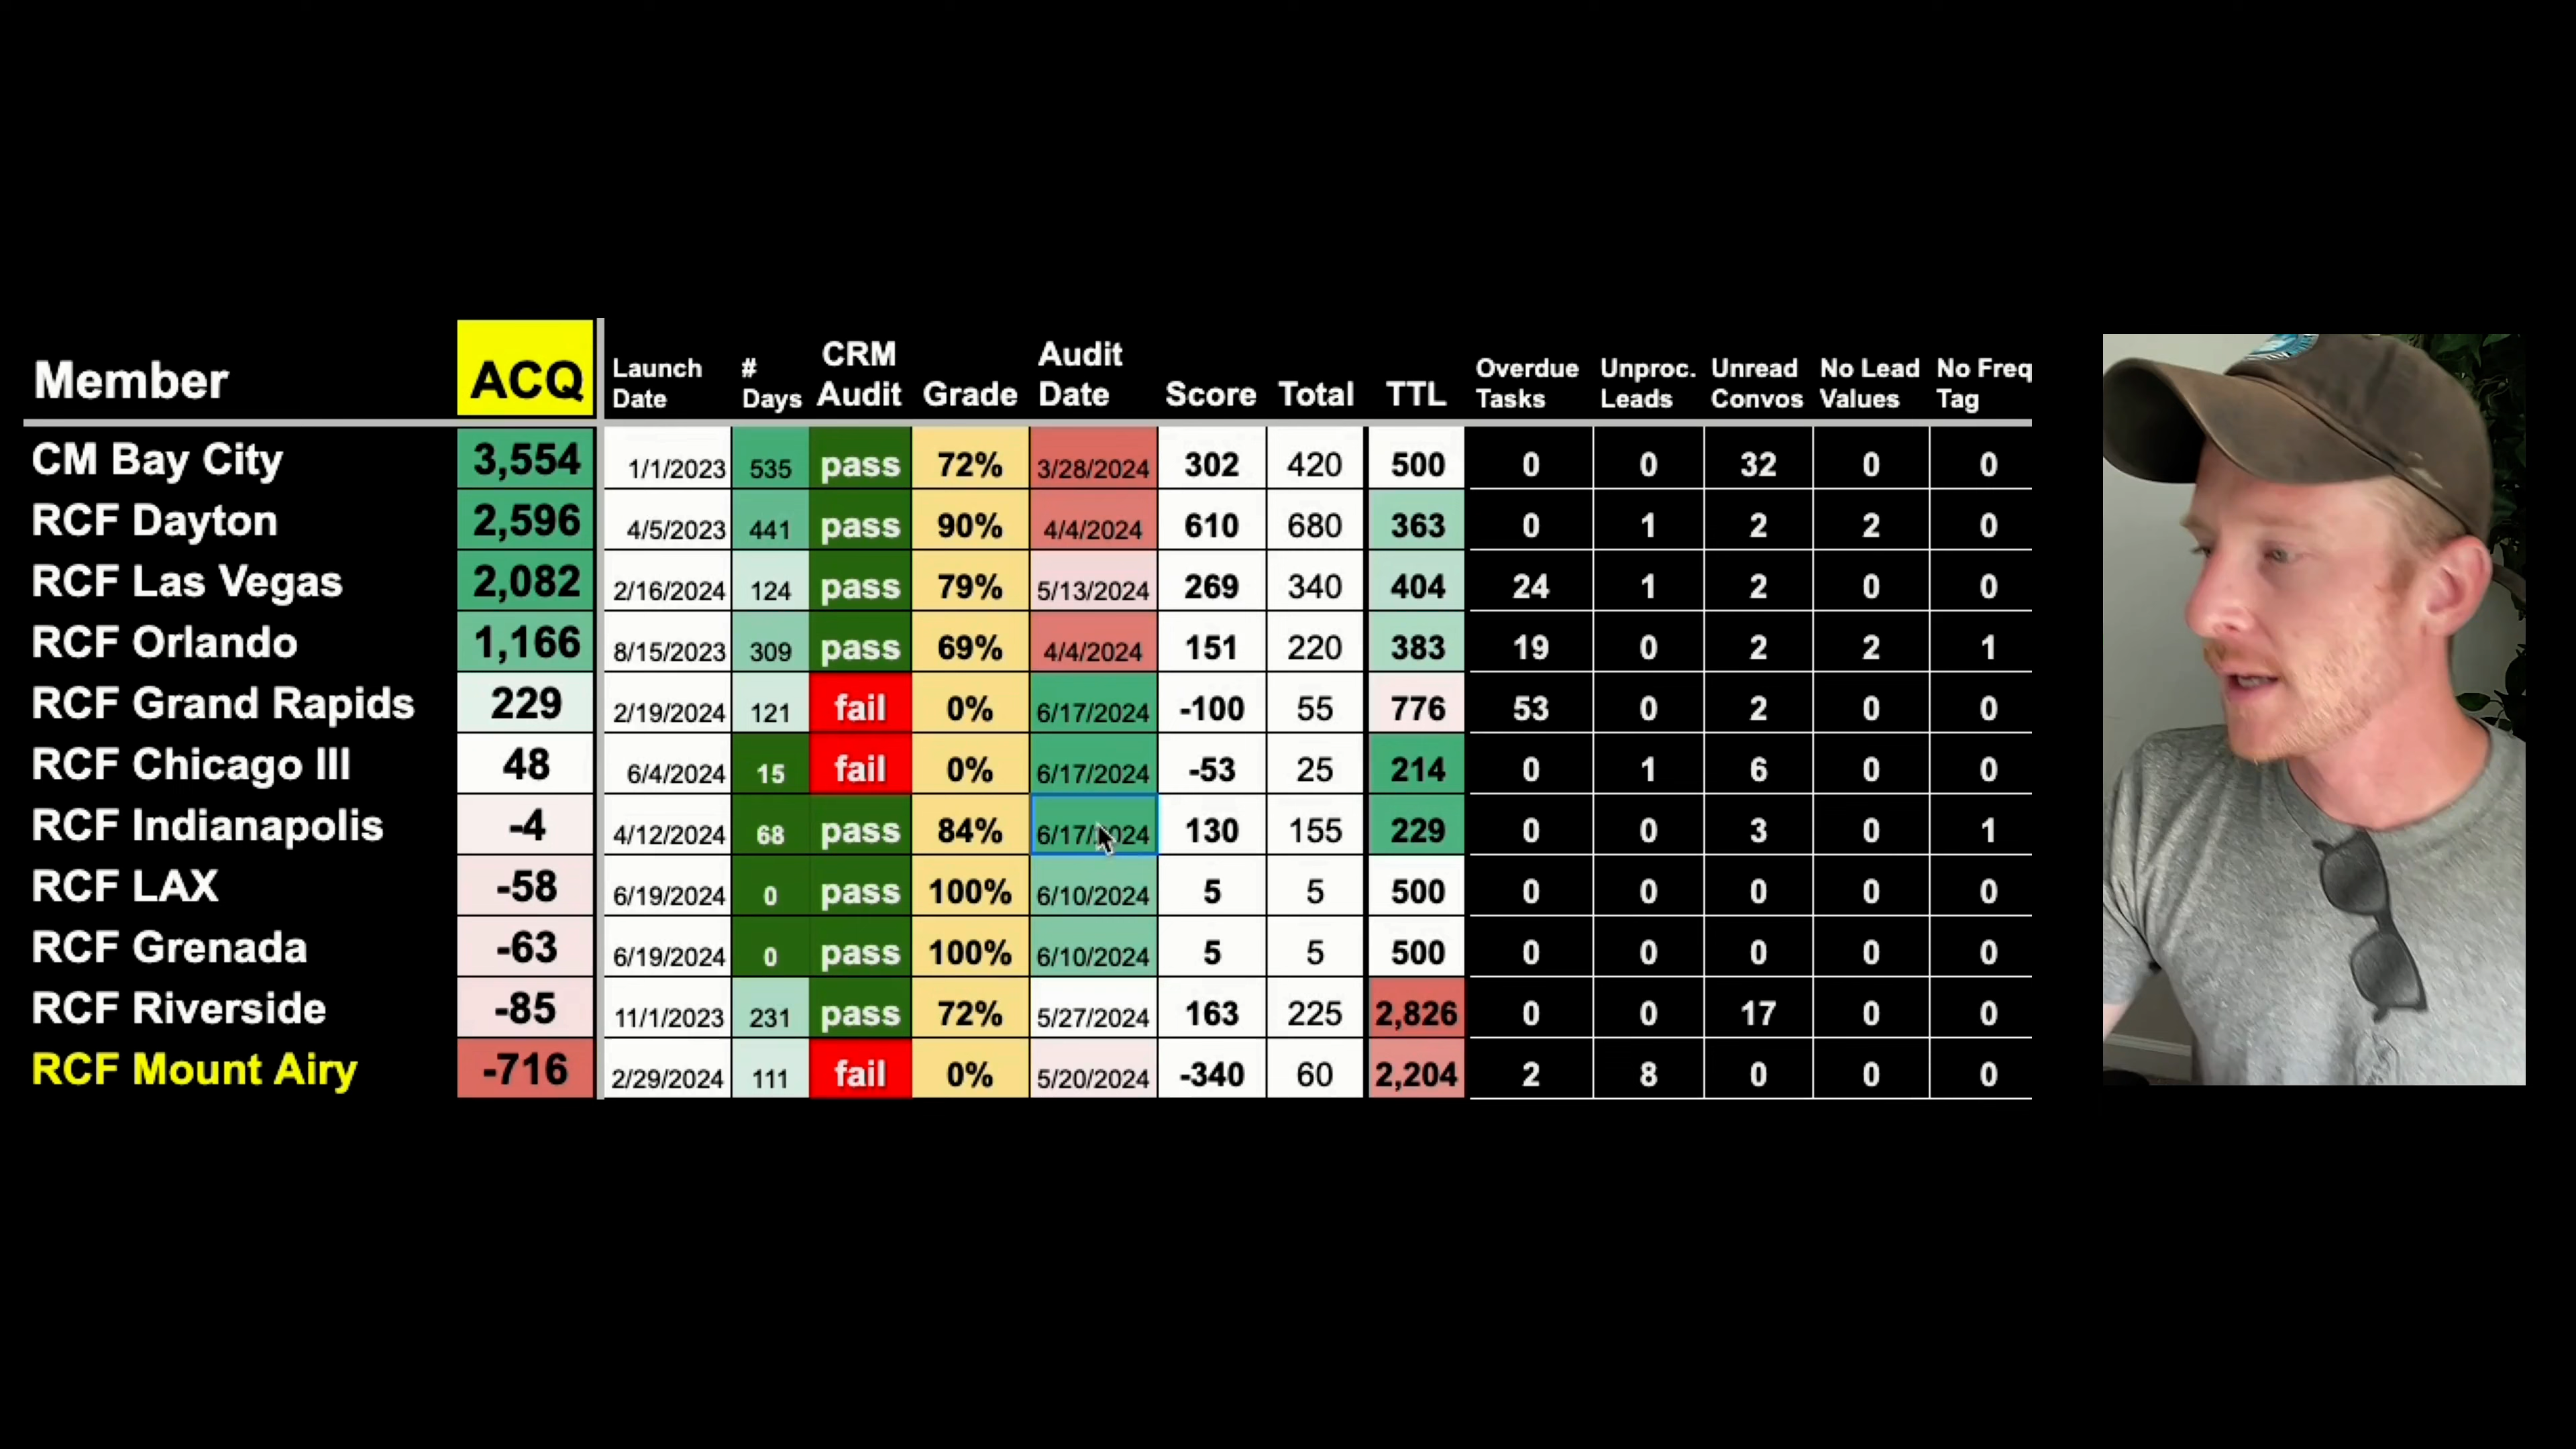 Member ACQ Launch Date # Days CRM Audit Grade Audit Date Score Total TTL Overdue Tasks Unproc. Leads Unread Convos No Lead Values No Freq Tag
CM Bay City 3,554 1/1/2023 535 pass 72% 3/28/2024 302 420 500 0 0 32 0 0
RCF Dayton 2,596 4/5/2023 441 pass 90% 4/4/2024 610 680 363 0 1 2 2 0
RCF Las Vegas 2,082 2/16/2024 124 pass 79% 5/13/2024 269 340 404 24 1 2 0 0
RCF Orlando 1,166 8/15/2023 309 pass 69% 4/4/2024 151 220 383 19 0 2 2 1
RCF Grand Rapids 229 2/19/2024 121 fail 0% 6/17/2024 -100 55 776 53 0 2 0 0
RCF Chicago III 48 6/4/2024 15 fail 0% 6/17/2024 -53 25 214 0 1 6 0 0
RCF Indianapolis -4 4/12/2024 68 pass 84% 6/17/2024 130 155 229 0 0 3 0 1
RCF LAX -58 6/19/2024 0 pass 100% 6/10/2024 5 5 500 0 0 0 0 0
RCF Grenada -63 6/19/2024 0 pass 100% 6/10/2024 5 5 500 0 0 0 0 0
RCF Riverside -85 11/1/2023 231 pass 72% 5/27/2024 163 225 2,826 0 0 17 0 0
RCF Mount Airy -716 2/29/2024 111 fail 0% 5/20/2024 -340 60 2,204 2 8 0 0 0